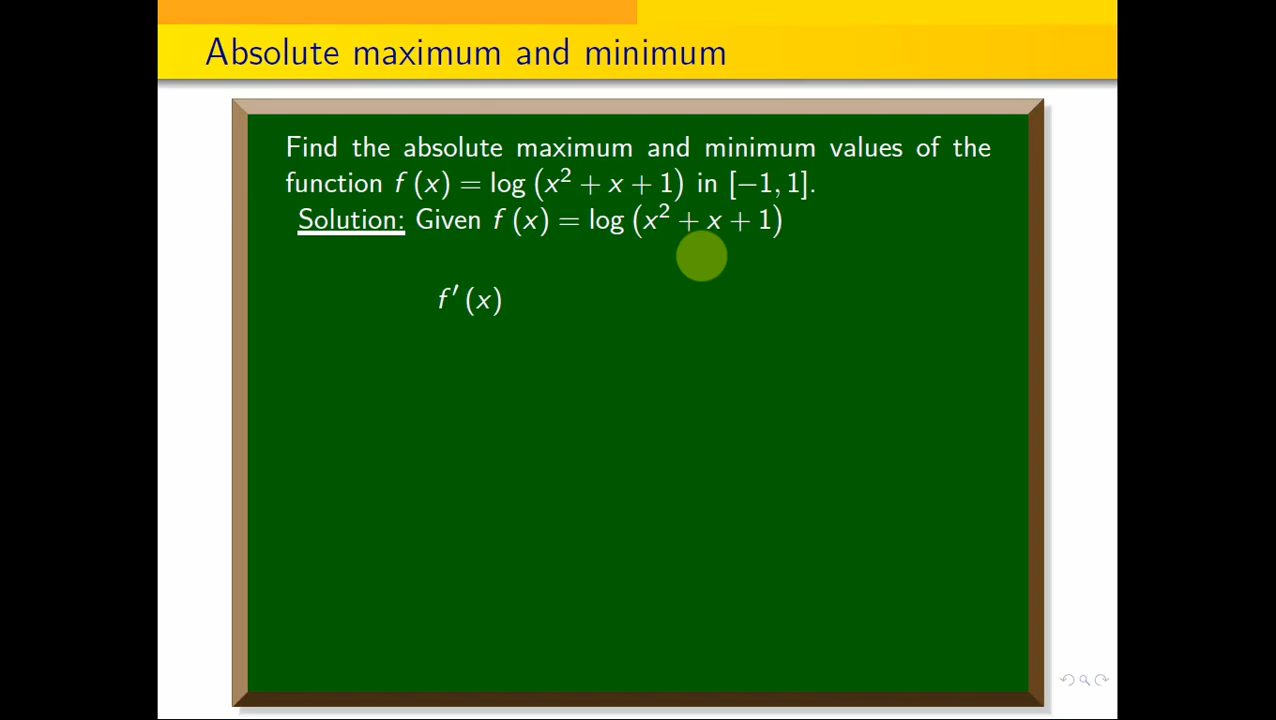 Absolute maximum and minimum
Find the absolute maximum and minimum values of the
function f (x) = log (x² + x + 1) in [−1, 1].
Solution: Given f (x) = log (x² + x + 1)
f′ (x)